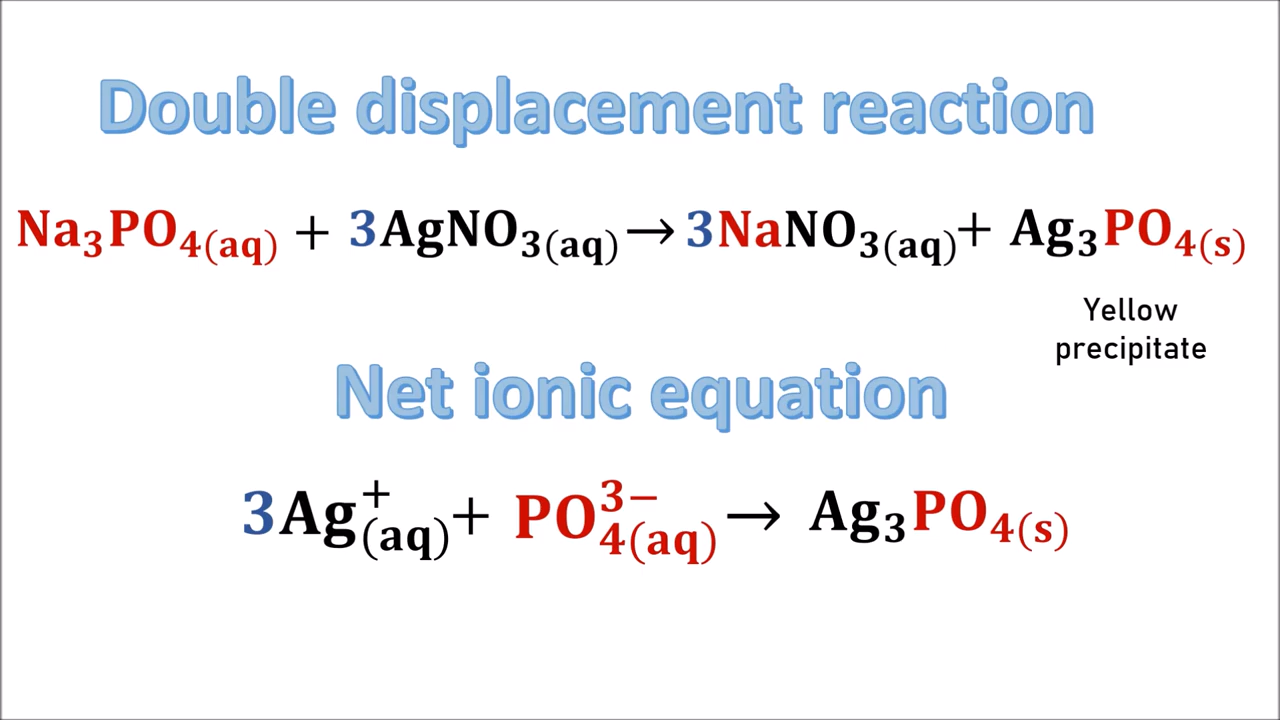 Double displacement reaction
Na₃PO₄(aq) + 3AgNO₃(aq) → 3NaNO₃(aq) + Ag₃PO₄(s)
Yellow
precipitate
Net ionic equation
3Ag⁺(aq) + PO₄³⁻(aq) → Ag₃PO₄(s)